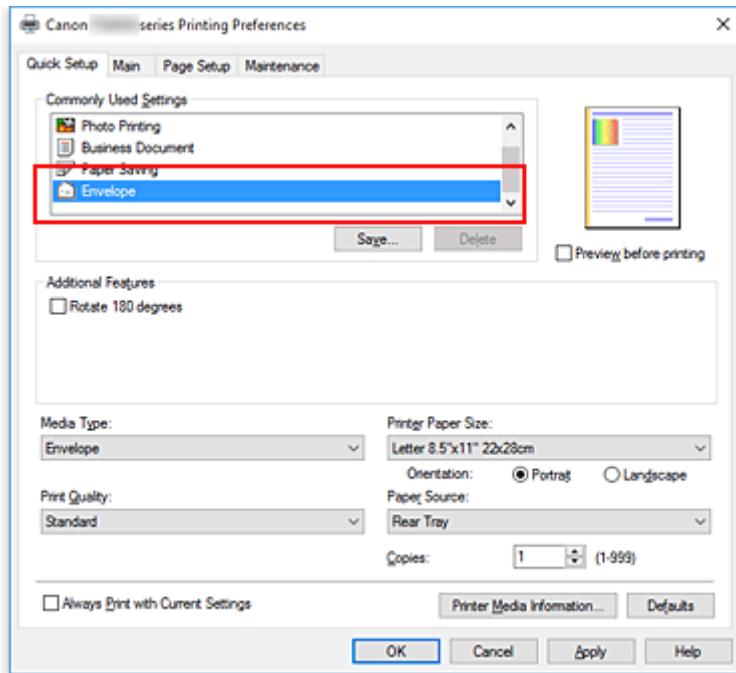 Canon series Printing Preferences
Quick Setup Main Page Setup Maintenance
Commonly Used Settings
Photo Printing
Business Document
Paper Saving
Envelope
Save... Delete
Preview before printing
Additional Features
Rotate 180 degrees
Media Type: Printer Paper Size:
Envelope Letter 8.5"x11" 22x28cm
Orientation: Portrait Landscape
Print Quality: Paper Source:
Standard Rear Tray
Copies: 1 (1-999)
Always Print with Current Settings Printer Media Information... Defaults
OK Cancel Apply Help